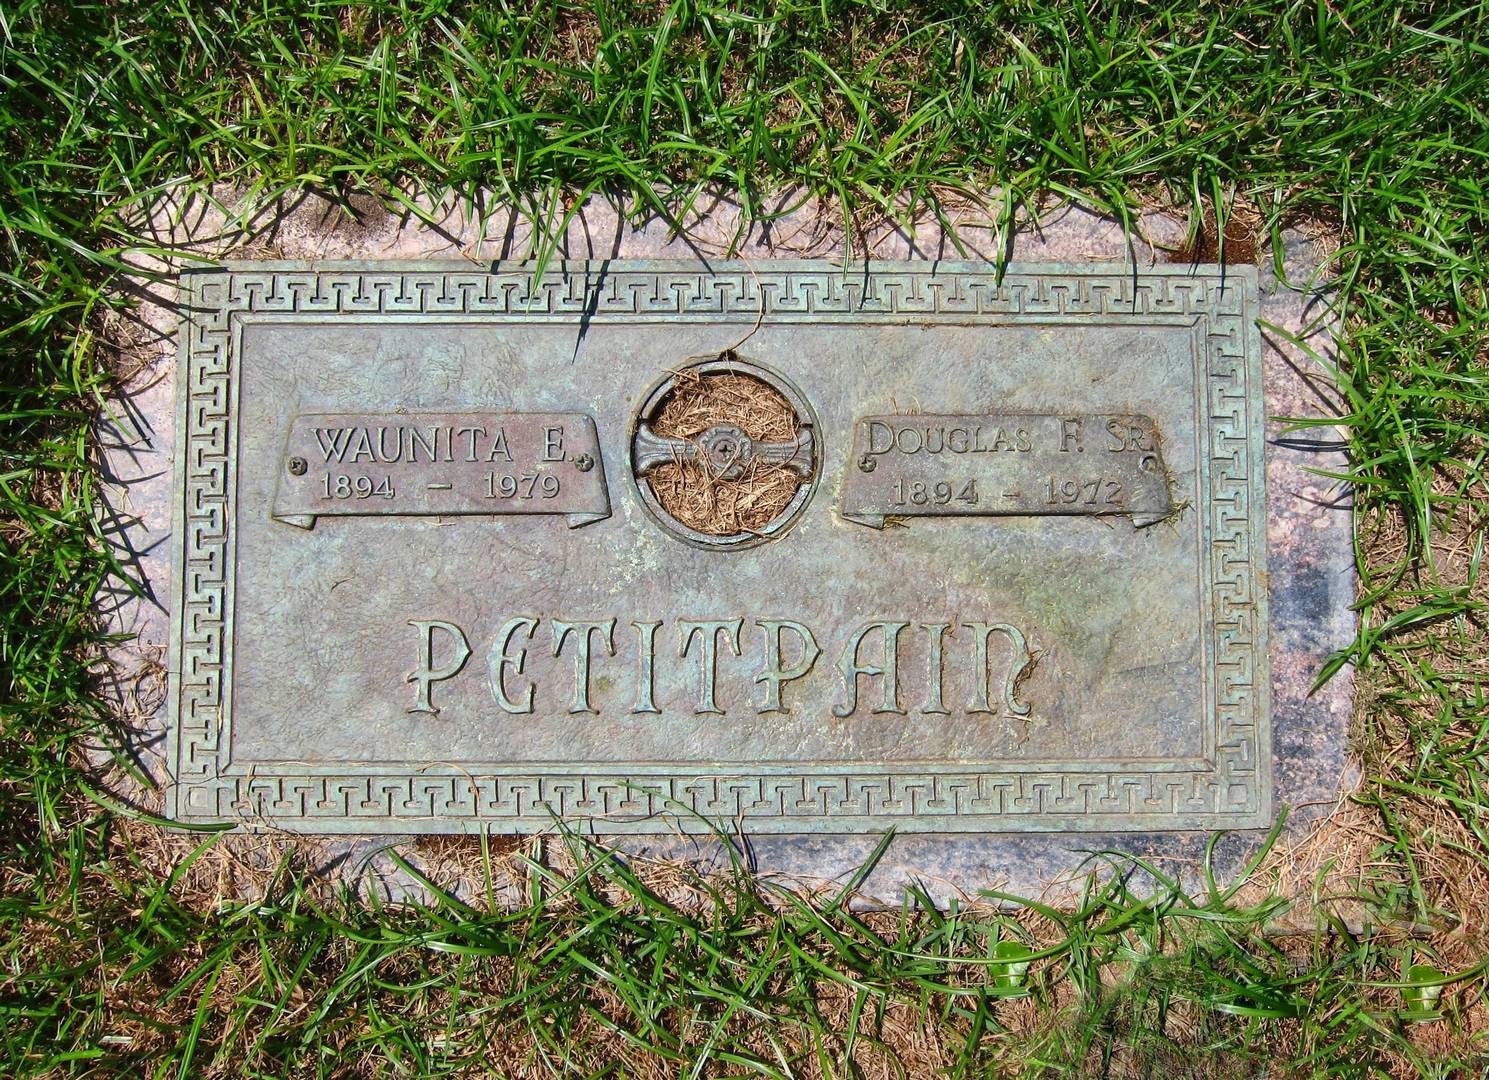 WAUNITA E.
1894 – 1979
DOUGLAS F. SR.
1894 – 1972
PETITPAIN